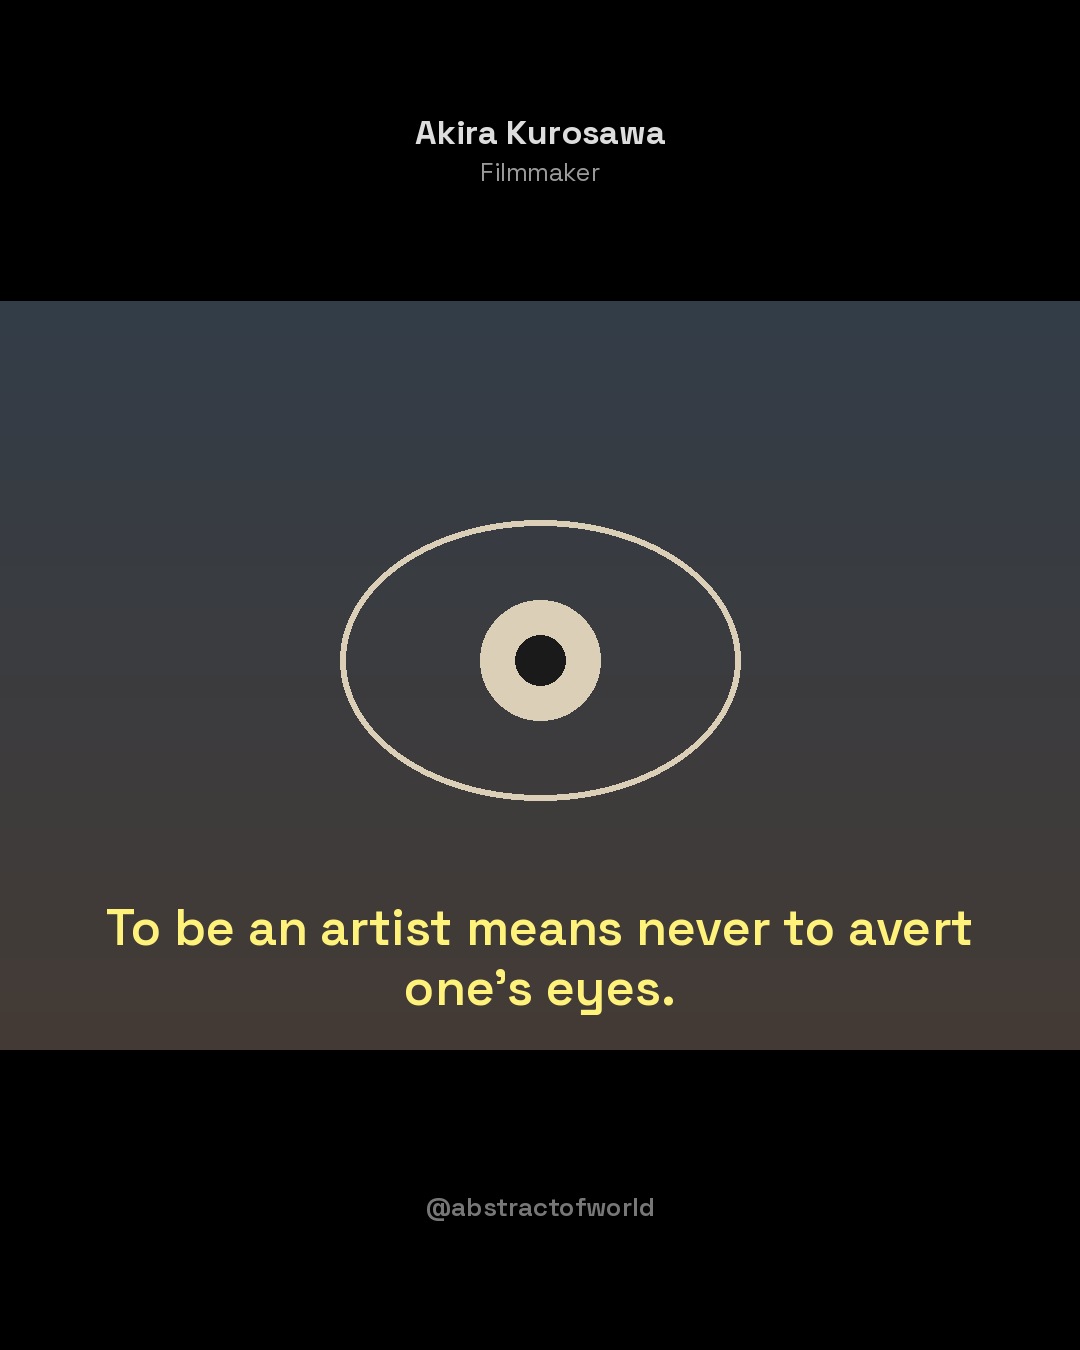 Akira Kurosawa
Filmmaker
To be an artist means never to avert
one’s eyes.
@abstractofworld